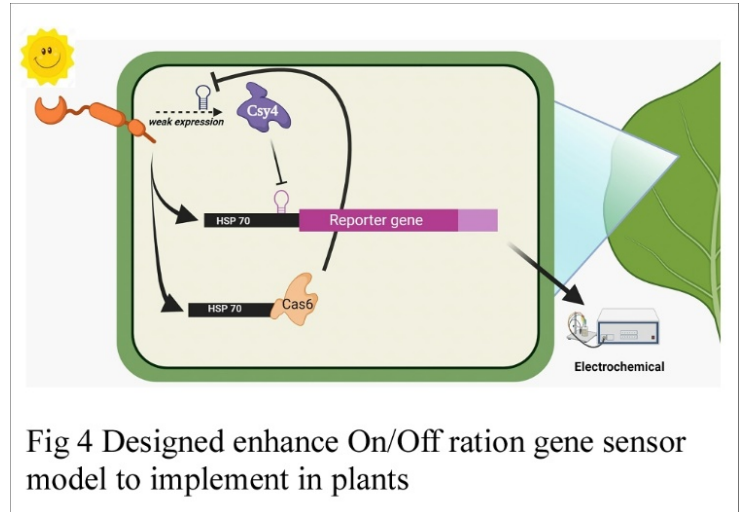 weak expression
Csy4
HSP 70
Reporter gene
HSP 70
Cas6
Electrochemical
Fig 4 Designed enhance On/Off ration gene sensor
model to implement in plants